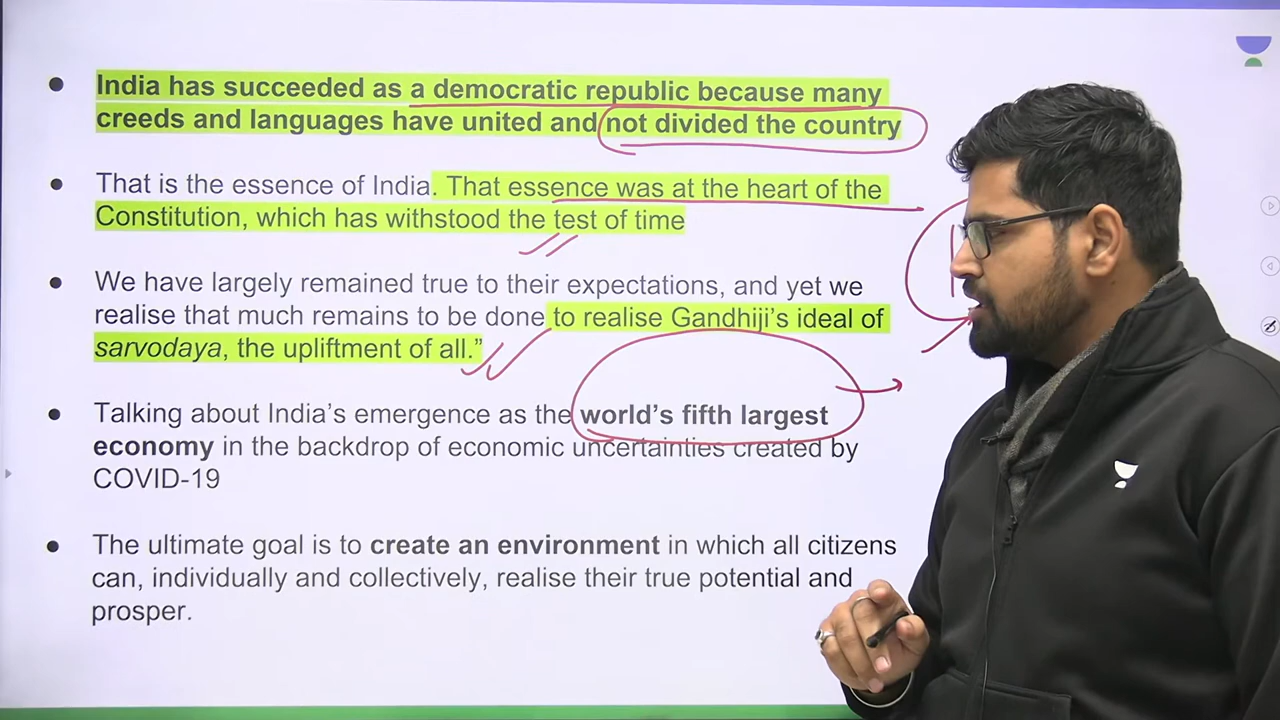 India has succeeded as a democratic republic because many
creeds and languages have united and not divided the country
That is the essence of India. That essence was at the heart of the
Constitution, which has withstood the test of time
We have largely remained true to their expectations, and yet we
realise that much remains to be done to realise Gandhiji’s ideal of
sarvodaya, the upliftment of all.”
Talking about India’s emergence as the world’s fifth largest
economy in the backdrop of economic uncertainties created by
COVID-19
The ultimate goal is to create an environment in which all citizens
can, individually and collectively, realise their true potential and
prosper.